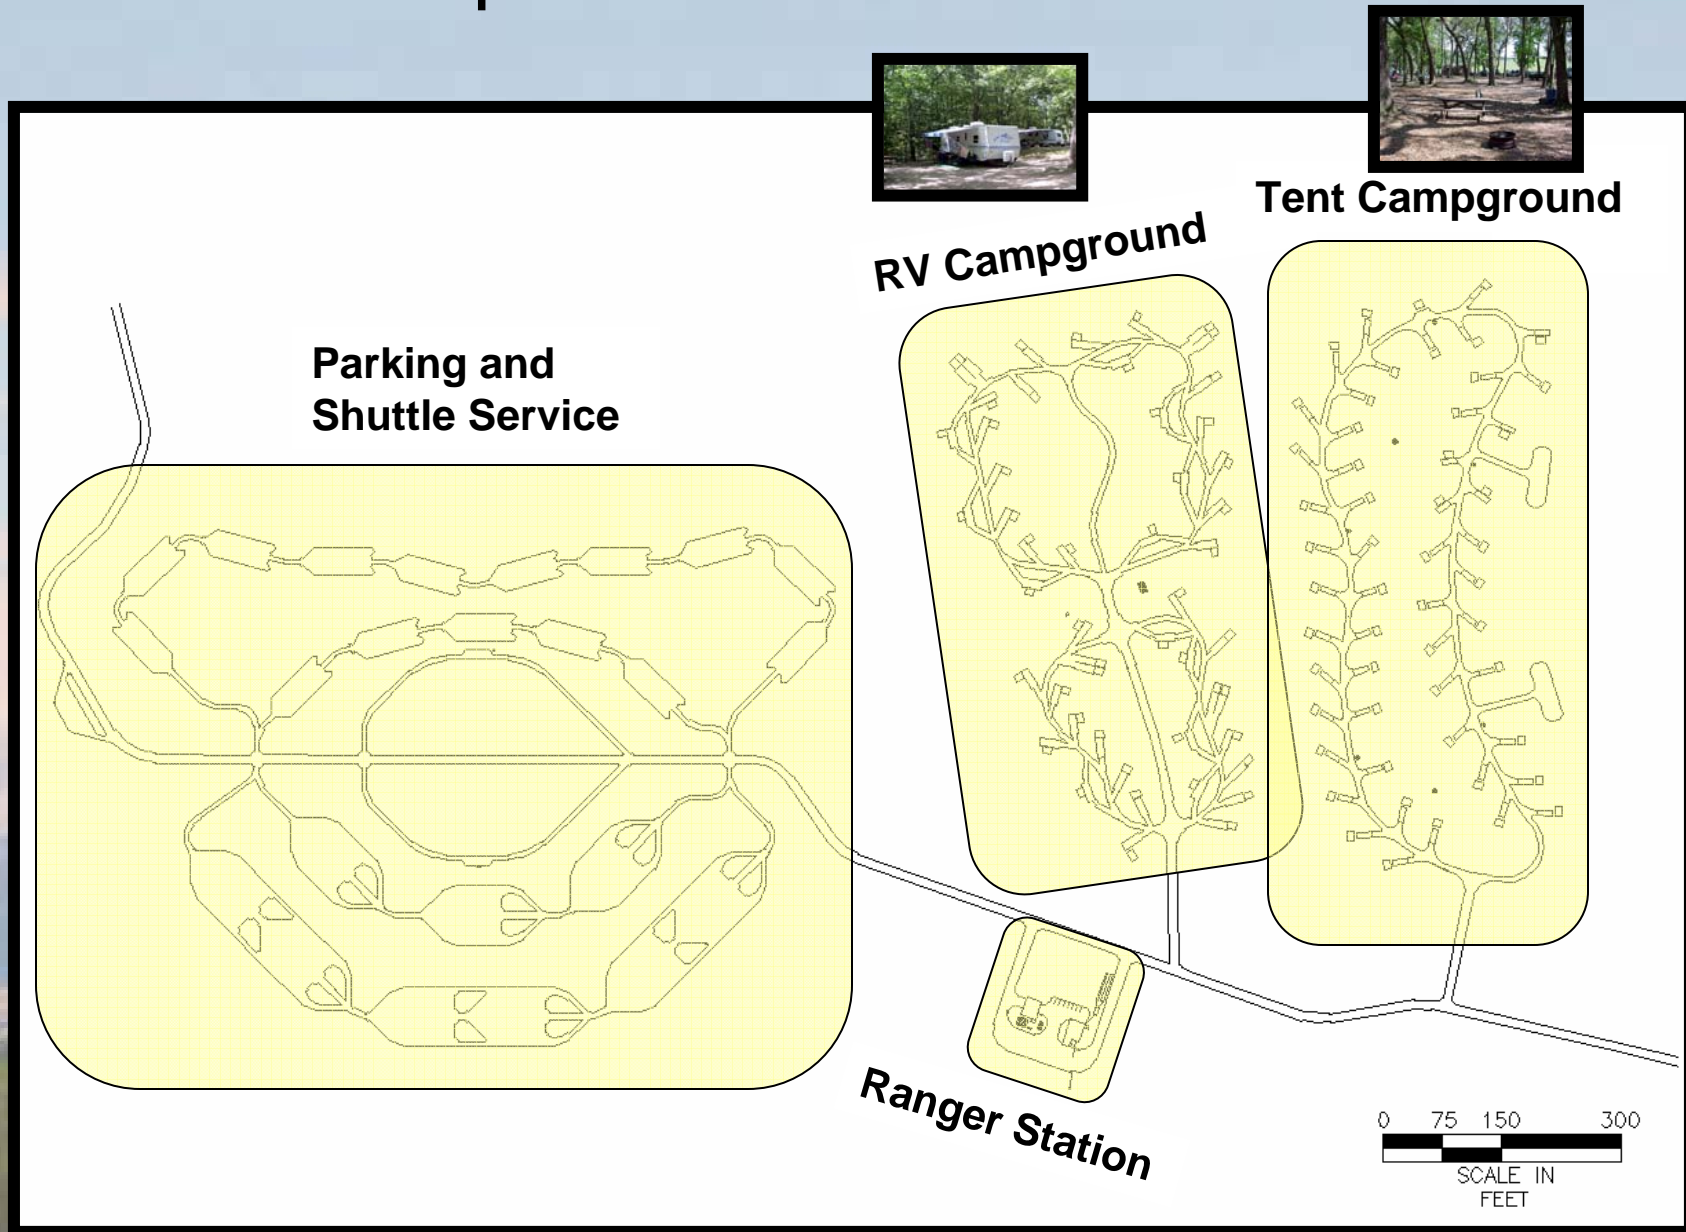 Tent Campground
RV Campground
Parking and
Shuttle Service
Ranger Station
0 75 150 300
SCALE IN
FEET